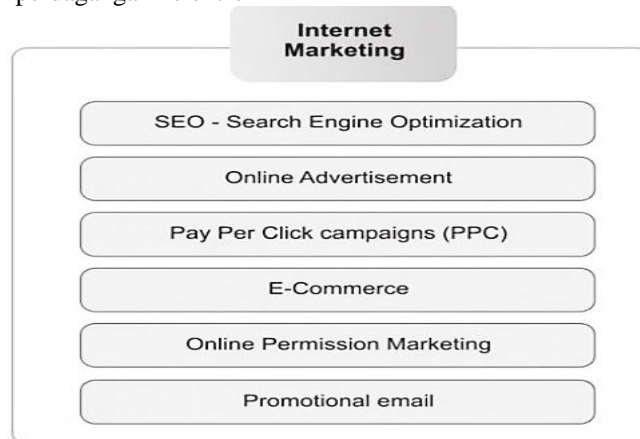 Internet
Marketing
SEO - Search Engine Optimization
Online Advertisement
Pay Per Click campaigns (PPC)
E-Commerce
Online Permission Marketing
Promotional email